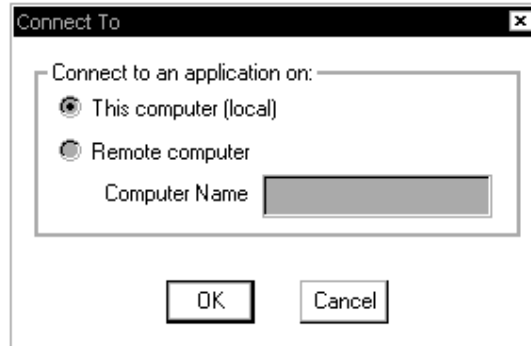 Connect To
Connect to an application on:
This computer (local)
Remote computer
Computer Name
OK Cancel